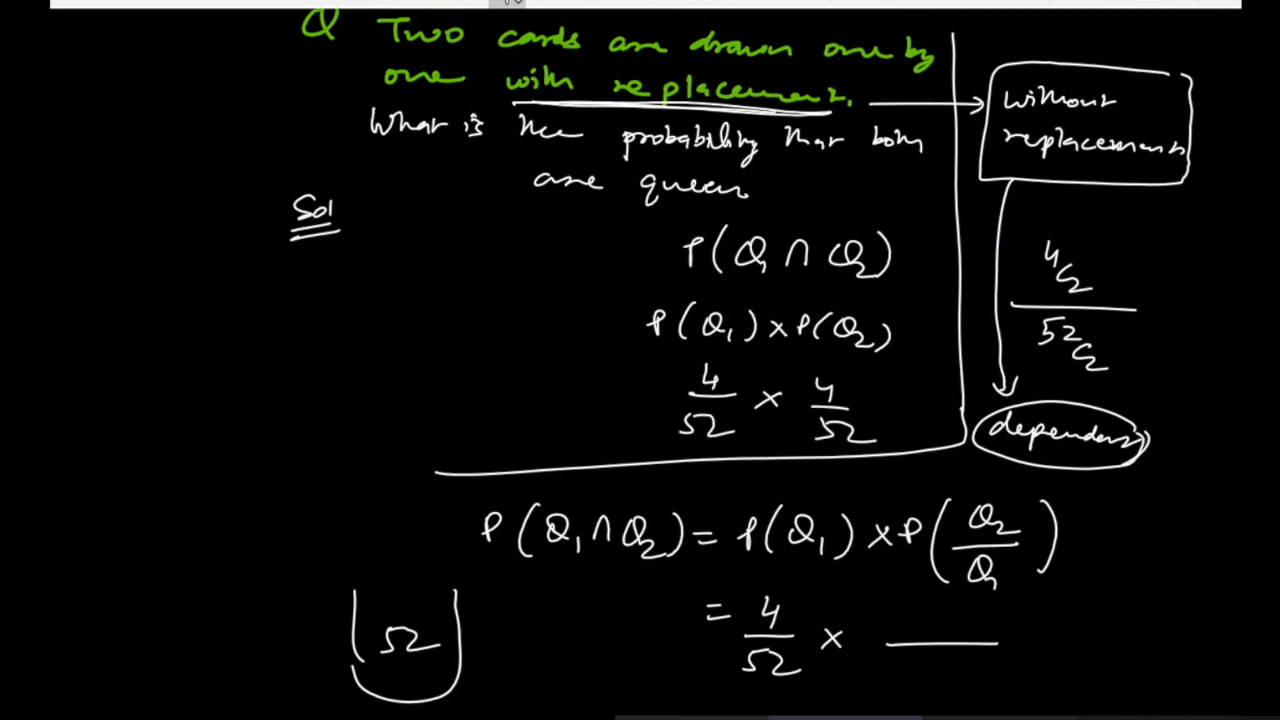 Q Two cards are drawn one by
one with replacement.
What is the probability that both
are queen
without
replacement
Sol
P(Q₁ ∩ Q₂)
P(Q₁) × P(Q₂)
4/52 × 4/52
⁴C₂
/
⁵²C₂
dependent
P(Q₁ ∩ Q₂) = P(Q₁) × P(Q₂/Q₁)
= 4/52 × —
52